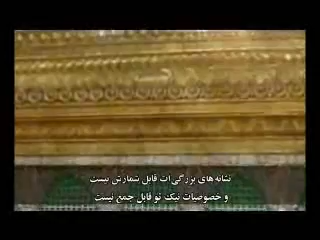 نشانه های بزرگی‌ات قابل شمارش نیست
و خصوصیات نیک تو قابل جمع نیست